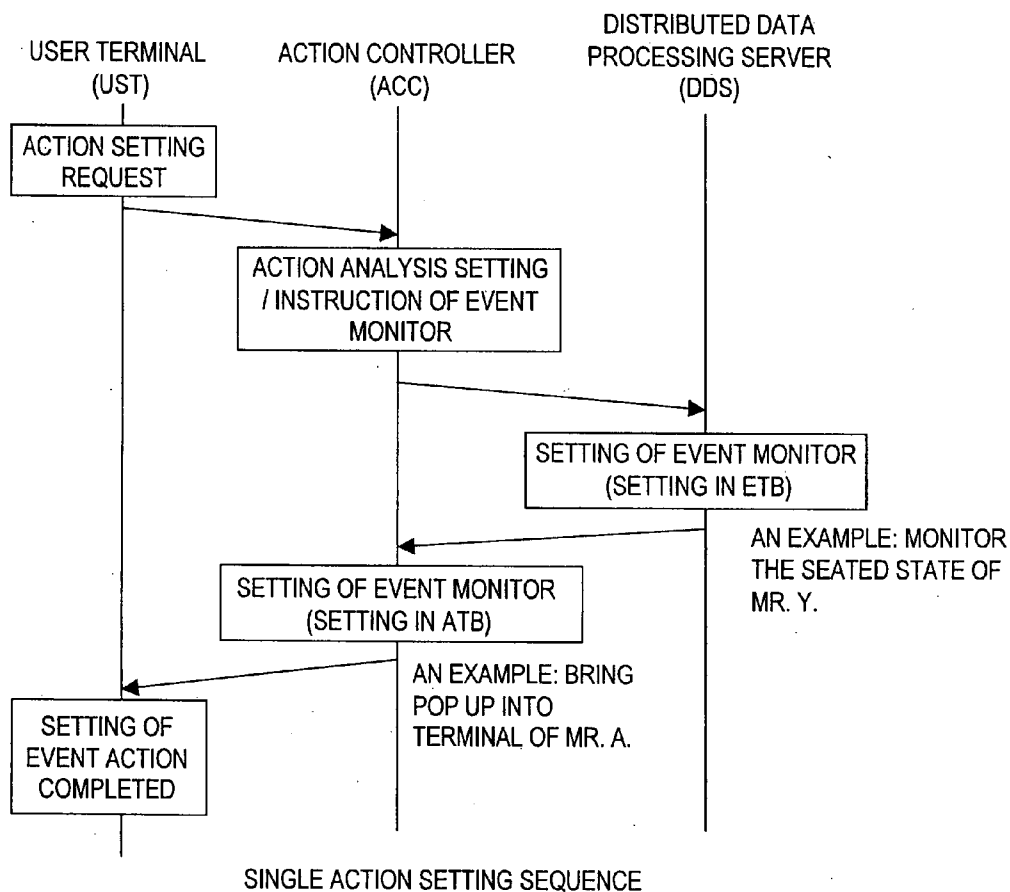 USER TERMINAL
(UST)
ACTION CONTROLLER
(ACC)
DISTRIBUTED DATA
PROCESSING SERVER
(DDS)
ACTION SETTING
REQUEST
ACTION ANALYSIS SETTING
/ INSTRUCTION OF EVENT
MONITOR
SETTING OF EVENT MONITOR
(SETTING IN ETB)
AN EXAMPLE: MONITOR
THE SEATED STATE OF
MR. Y.
SETTING OF EVENT MONITOR
(SETTING IN ATB)
AN EXAMPLE: BRING
POP UP INTO
TERMINAL OF MR. A.
SETTING OF
EVENT ACTION
COMPLETED
SINGLE ACTION SETTING SEQUENCE